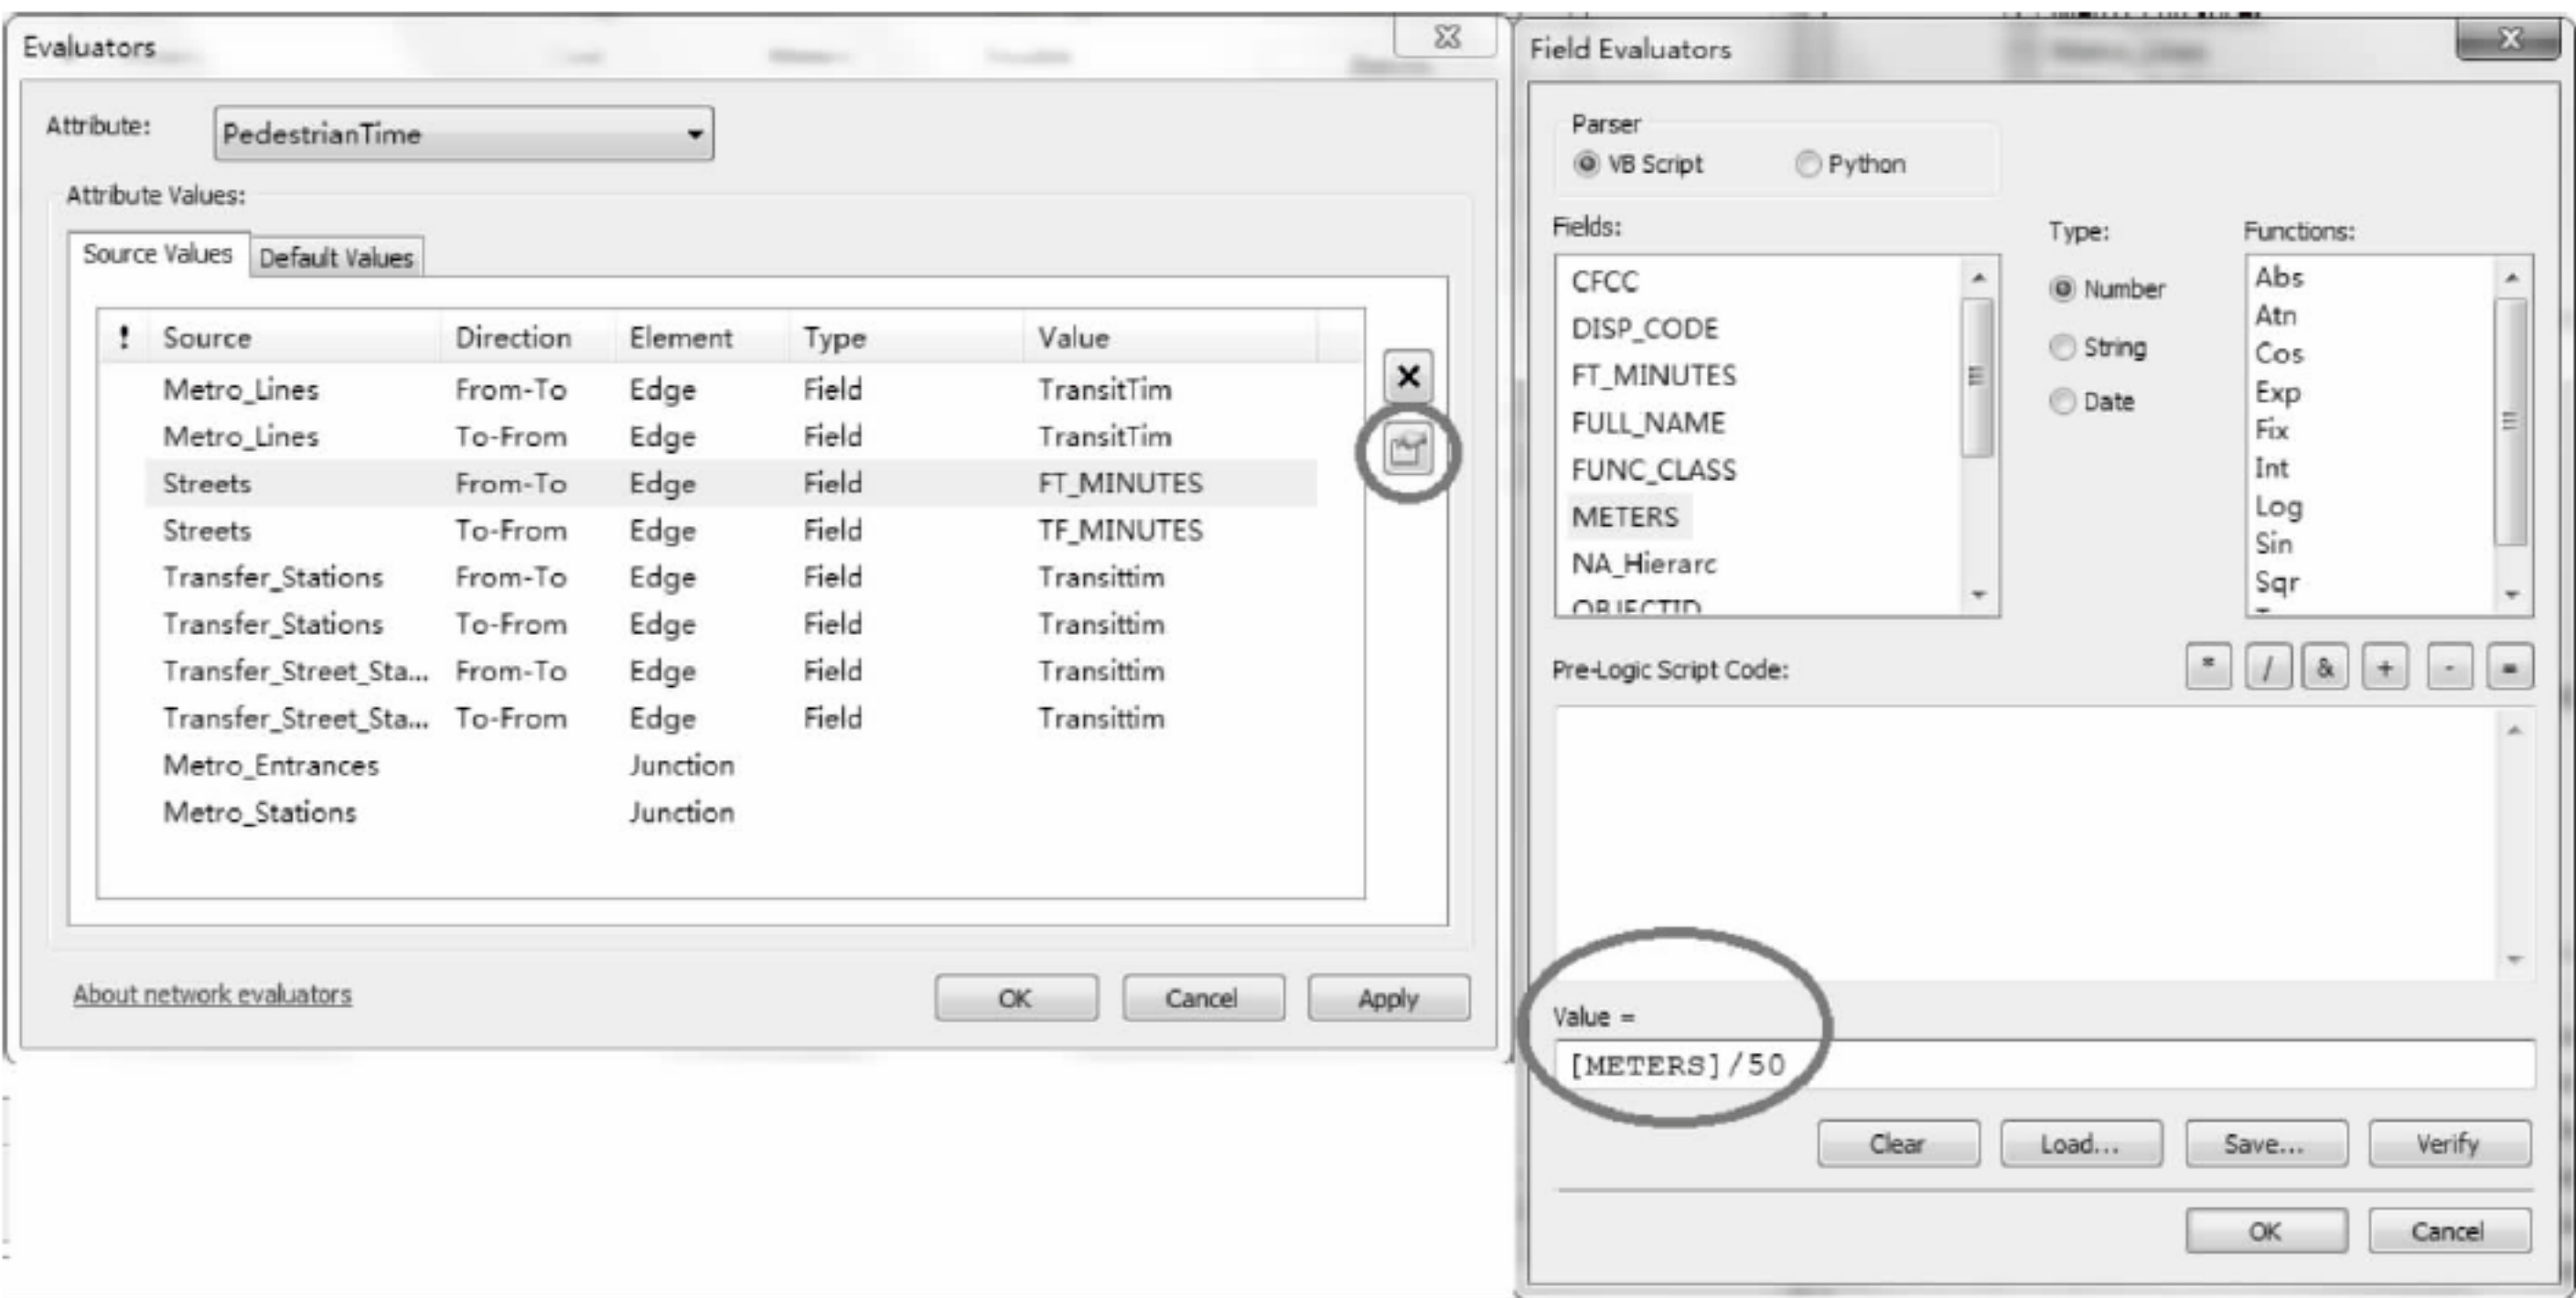 Evaluators
Attribute:
PedestrianTime
Attribute Values:
Source Values Default Values
! Source Direction Element Type Value
Metro_Lines From-To Edge Field TransitTim
Metro_Lines To-From Edge Field TransitTim
Streets From-To Edge Field FT_MINUTES
Streets To-From Edge Field TF_MINUTES
Transfer_Stations From-To Edge Field Transittim
Transfer_Stations To-From Edge Field Transittim
Transfer_Street_Sta... From-To Edge Field Transittim
Transfer_Street_Sta... To-From Edge Field Transittim
Metro_Entrances Junction
Metro_Stations Junction
About network evaluators
OK Cancel Apply
Field Evaluators
Parser
VB Script Python
Fields:
CFCC
DISP_CODE
FT_MINUTES
FULL_NAME
FUNC_CLASS
METERS
NA_Hierarc
OBJECTID
Type:
Number
String
Date
Functions:
Abs
Atn
Cos
Exp
Fix
Int
Log
Sin
Sqr
Pre-Logic Script Code:
* / & + - =
Value =
[METERS]/50
Clear Load... Save... Verify
OK Cancel